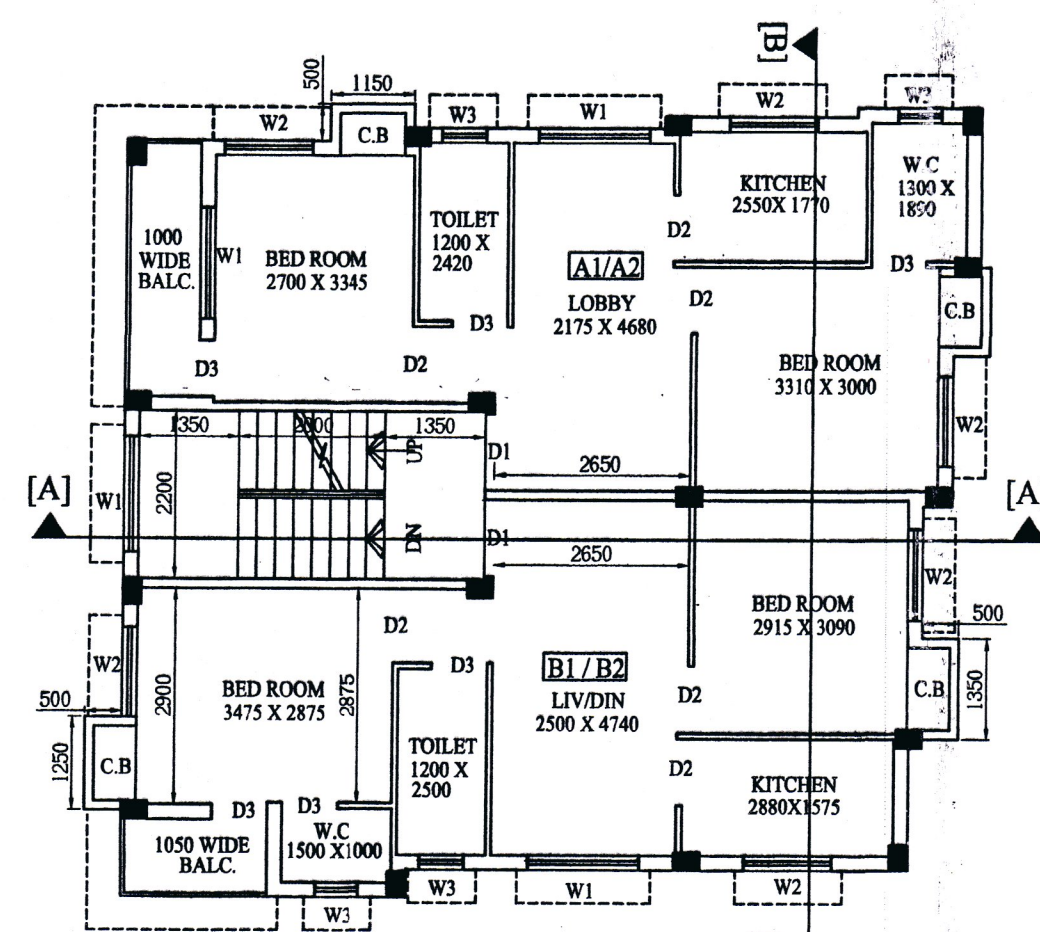 [B]
500
1150
W2
C.B
W3
W1
W2
W3
1000
WIDE
BALC.
W1
BED ROOM
2700 X 3345
TOILET
1200 X
2420
KITCHEN
2550X 1770
W.C
1300 X
1890
D2
A1/A2
LOBBY
2175 X 4680
D2
D3
C.B
D3
D3
D2
BED ROOM
3310 X 3000
W2
1350
2000
1350
UP
D1
2650
[A]
W1
2200
DN
D1
2650
[A
W2
BED ROOM
2915 X 3090
500
D2
D3
B1 / B2
LIV/DIN
2500 X 4740
W2
BED ROOM
3475 X 2875
2900
2875
D2
C.B
1350
500
C.B
1250
TOILET
1200 X
2500
D2
KITCHEN
2880X1575
D3
D3
1050 WIDE
BALC.
W.C
1500 X1000
W3
W3
W1
W2